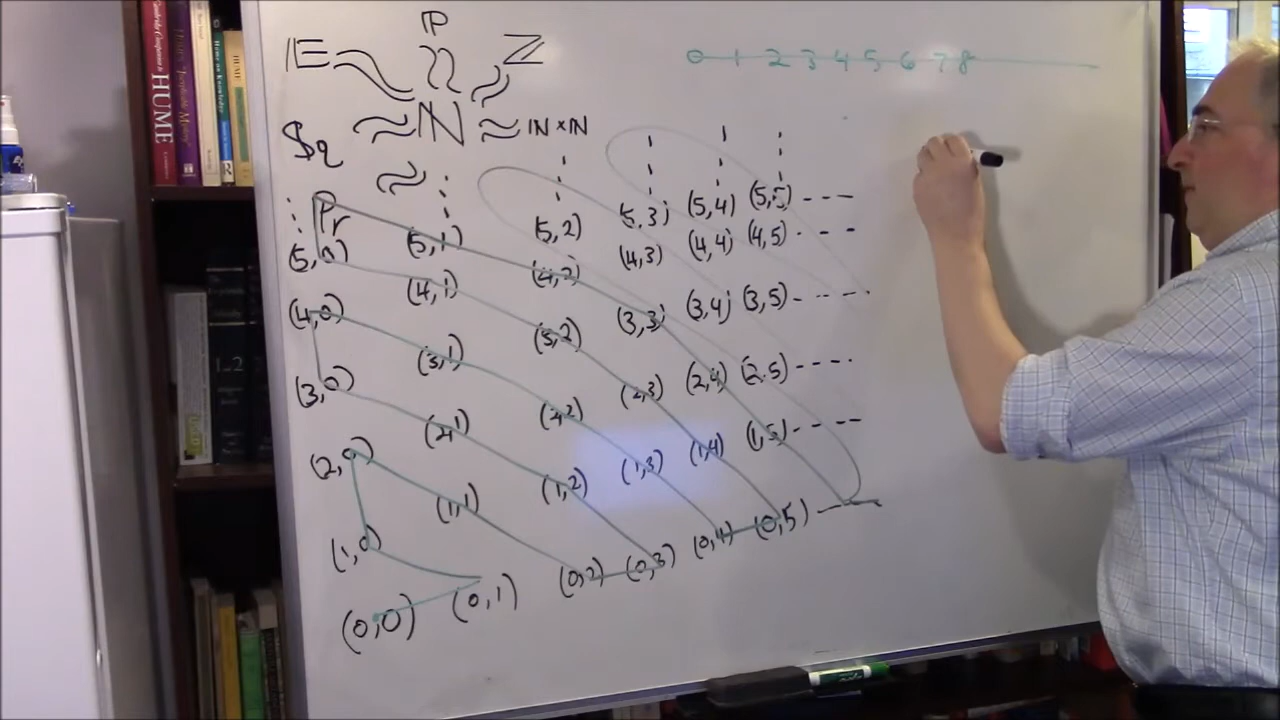 ℙ
𝔼 ≈ ≈ ≈ ℤ
0 1 2 3 4 5 6 7 8
Sq ≈ ℕ ≈ ℕ×ℕ
≈
Pr
(5,0) (5,1) (5,2) (5,3) (5,4) (5,5) ---
(4,0) (4,1) (4,2) (4,3) (4,4) (4,5) ---
(3,0) (3,1) (3,2) (3,3) (3,4) (3,5) ---
(2,0) (2,1) (2,2) (2,3) (2,4) (2,5) ---
(1,0) (1,1) (1,2) (1,3) (1,4) (1,5) ---
(0,0) (0,1) (0,2) (0,3) (0,4) (0,5) ---
HUME
HUME